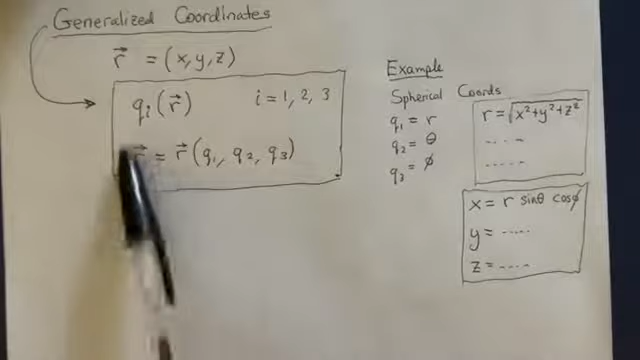 Generalized Coordinates
r⃗ = (x, y, z)
qᵢ(r⃗) i = 1, 2, 3
r⃗ = r⃗(q₁, q₂, q₃)
Example
Spherical Coords
q₁ = r
q₂ = θ
q₃ = ϕ
r = √(x²+y²+z²)
.. ..
.....
x = r sinθ cosϕ
y = .....
z = .....